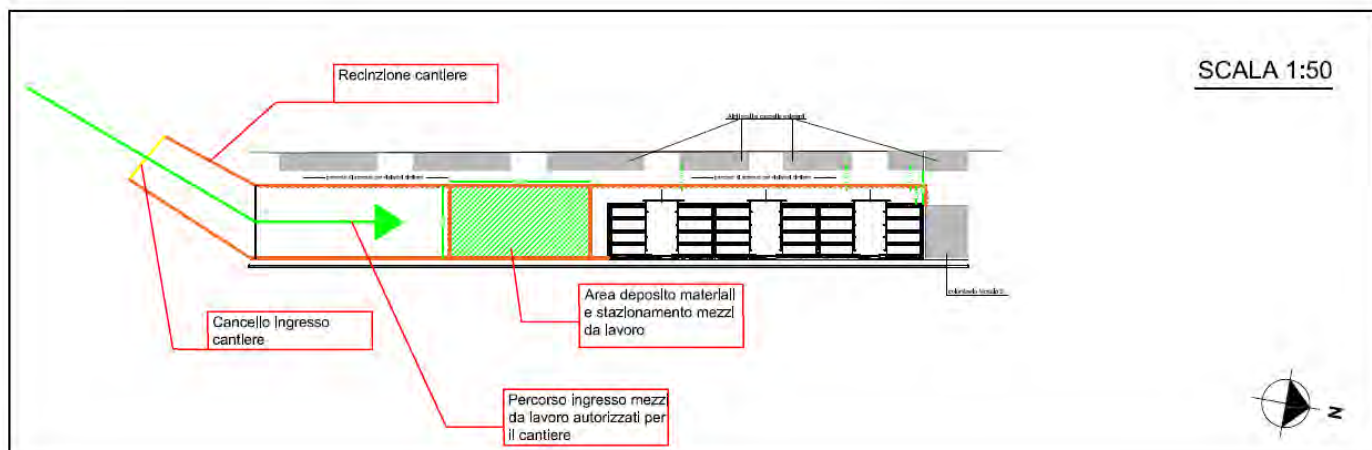 SCALA 1:50
Recinzione cantiere
Cancello ingresso
cantiere
Area deposito materiali
e stazionamento mezzi
da lavoro
Percorso ingresso mezzi
da lavoro autorizzati per
il cantiere
N